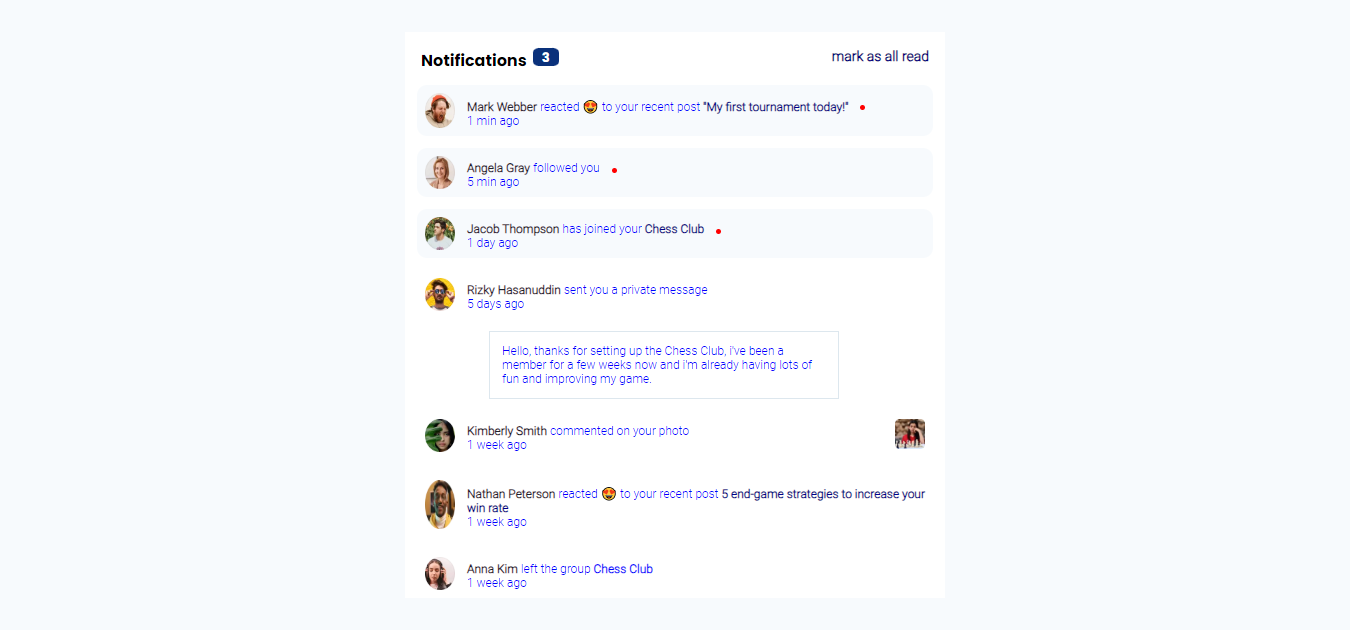 Notifications 3
mark as all read
Mark Webber reacted 😍 to your recent post "My first tournament today!"
1 min ago
Angela Gray followed you
5 min ago
Jacob Thompson has joined your Chess Club
1 day ago
Rizky Hasanuddin sent you a private message
5 days ago
Hello, thanks for setting up the Chess Club, i've been a
member for a few weeks now and i'm already having lots of
fun and improving my game.
Kimberly Smith commented on your photo
1 week ago
Nathan Peterson reacted 😍 to your recent post 5 end-game strategies to increase your
win rate
1 week ago
Anna Kim left the group Chess Club
1 week ago